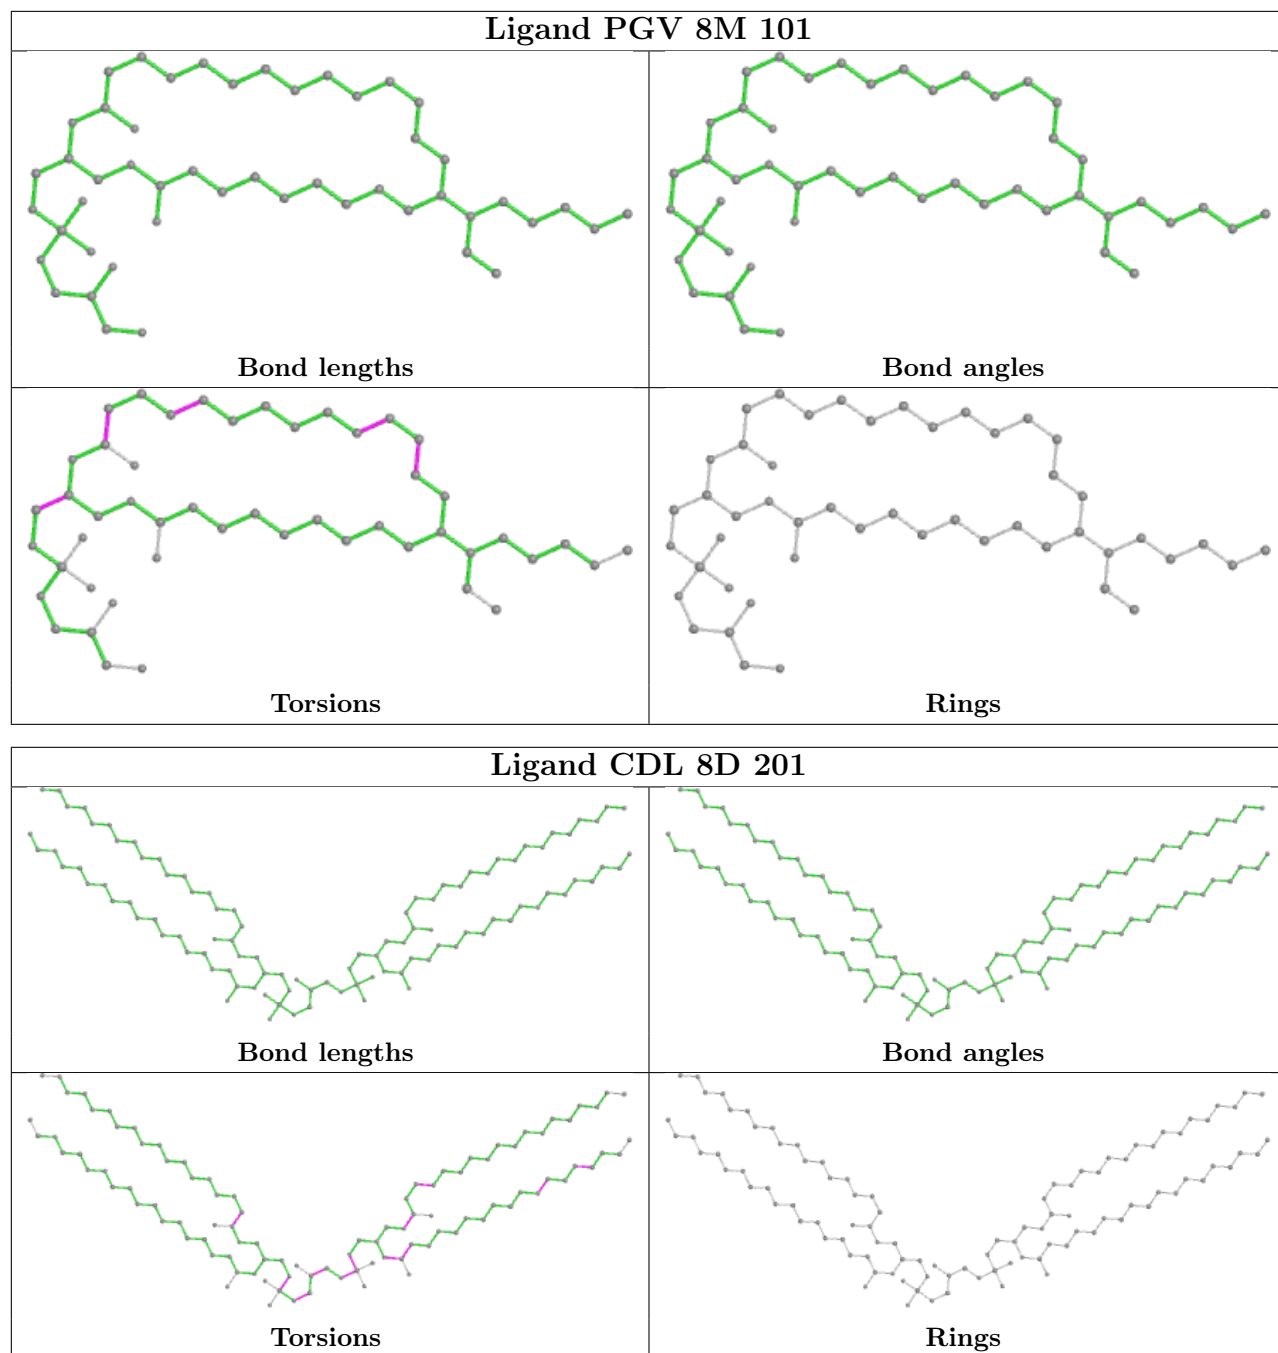 Ligand PGV 8M 101
Bond lengths
Bond angles
Torsions
Rings
Ligand CDL 8D 201
Bond lengths
Bond angles
Torsions
Rings